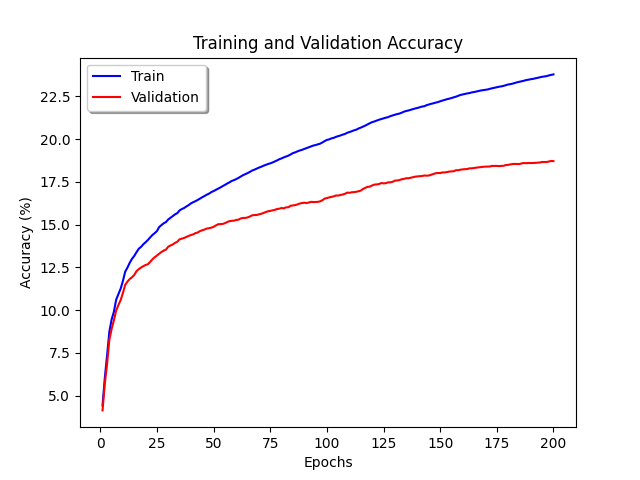 Training and Validation Accuracy
Train
Validation
22.5
20.0
17.5
15.0
12.5
10.0
7.5
5.0
Accuracy (%)
0 25 50 75 100 125 150 175 200
Epochs